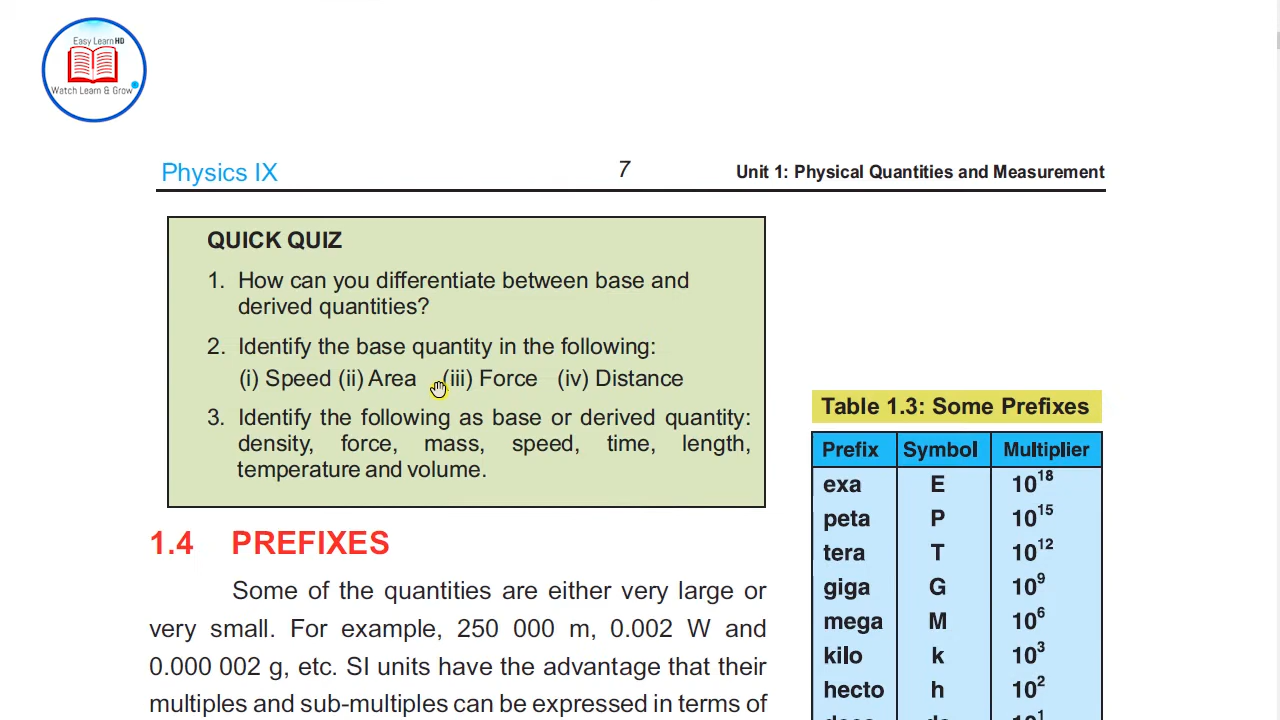 Easy Learn HD
Watch Learn & Grow
Physics IX 7 Unit 1: Physical Quantities and Measurement
QUICK QUIZ
1. How can you differentiate between base and
derived quantities?
2. Identify the base quantity in the following:
(i) Speed (ii) Area (iii) Force (iv) Distance
3. Identify the following as base or derived quantity:
density, force, mass, speed, time, length,
temperature and volume.
1.4 PREFIXES
Some of the quantities are either very large or
very small. For example, 250 000 m, 0.002 W and
0.000 002 g, etc. SI units have the advantage that their
multiples and sub-multiples can be expressed in terms of
Table 1.3: Some Prefixes
Prefix Symbol Multiplier
exa E 10^18
peta P 10^15
tera T 10^12
giga G 10^9
mega M 10^6
kilo k 10^3
hecto h 10^2